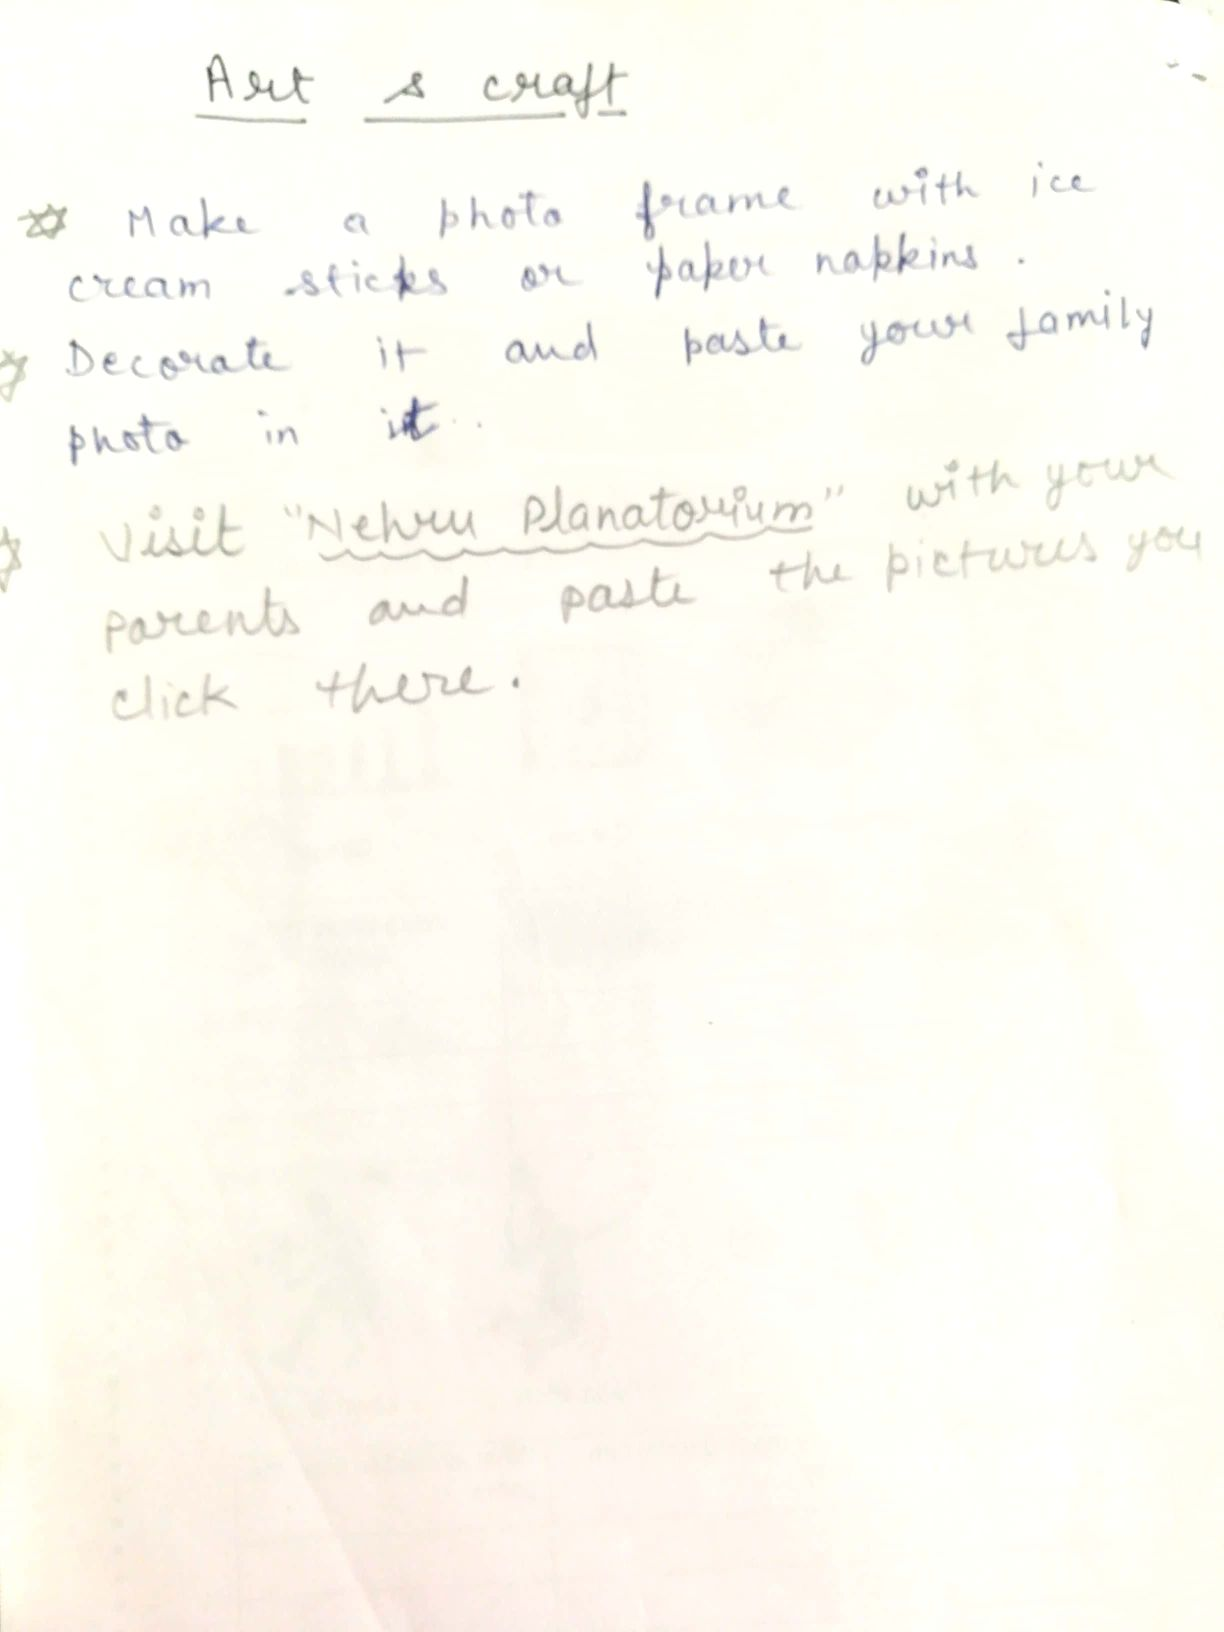 Art & craft
☆ Make a photo frame with ice
cream sticks or paper napkins.
☆ Decorate it and paste your family
photo in it..
☆ Visit "Nehru Planatorium" with your
parents and paste the pictures you
click there.